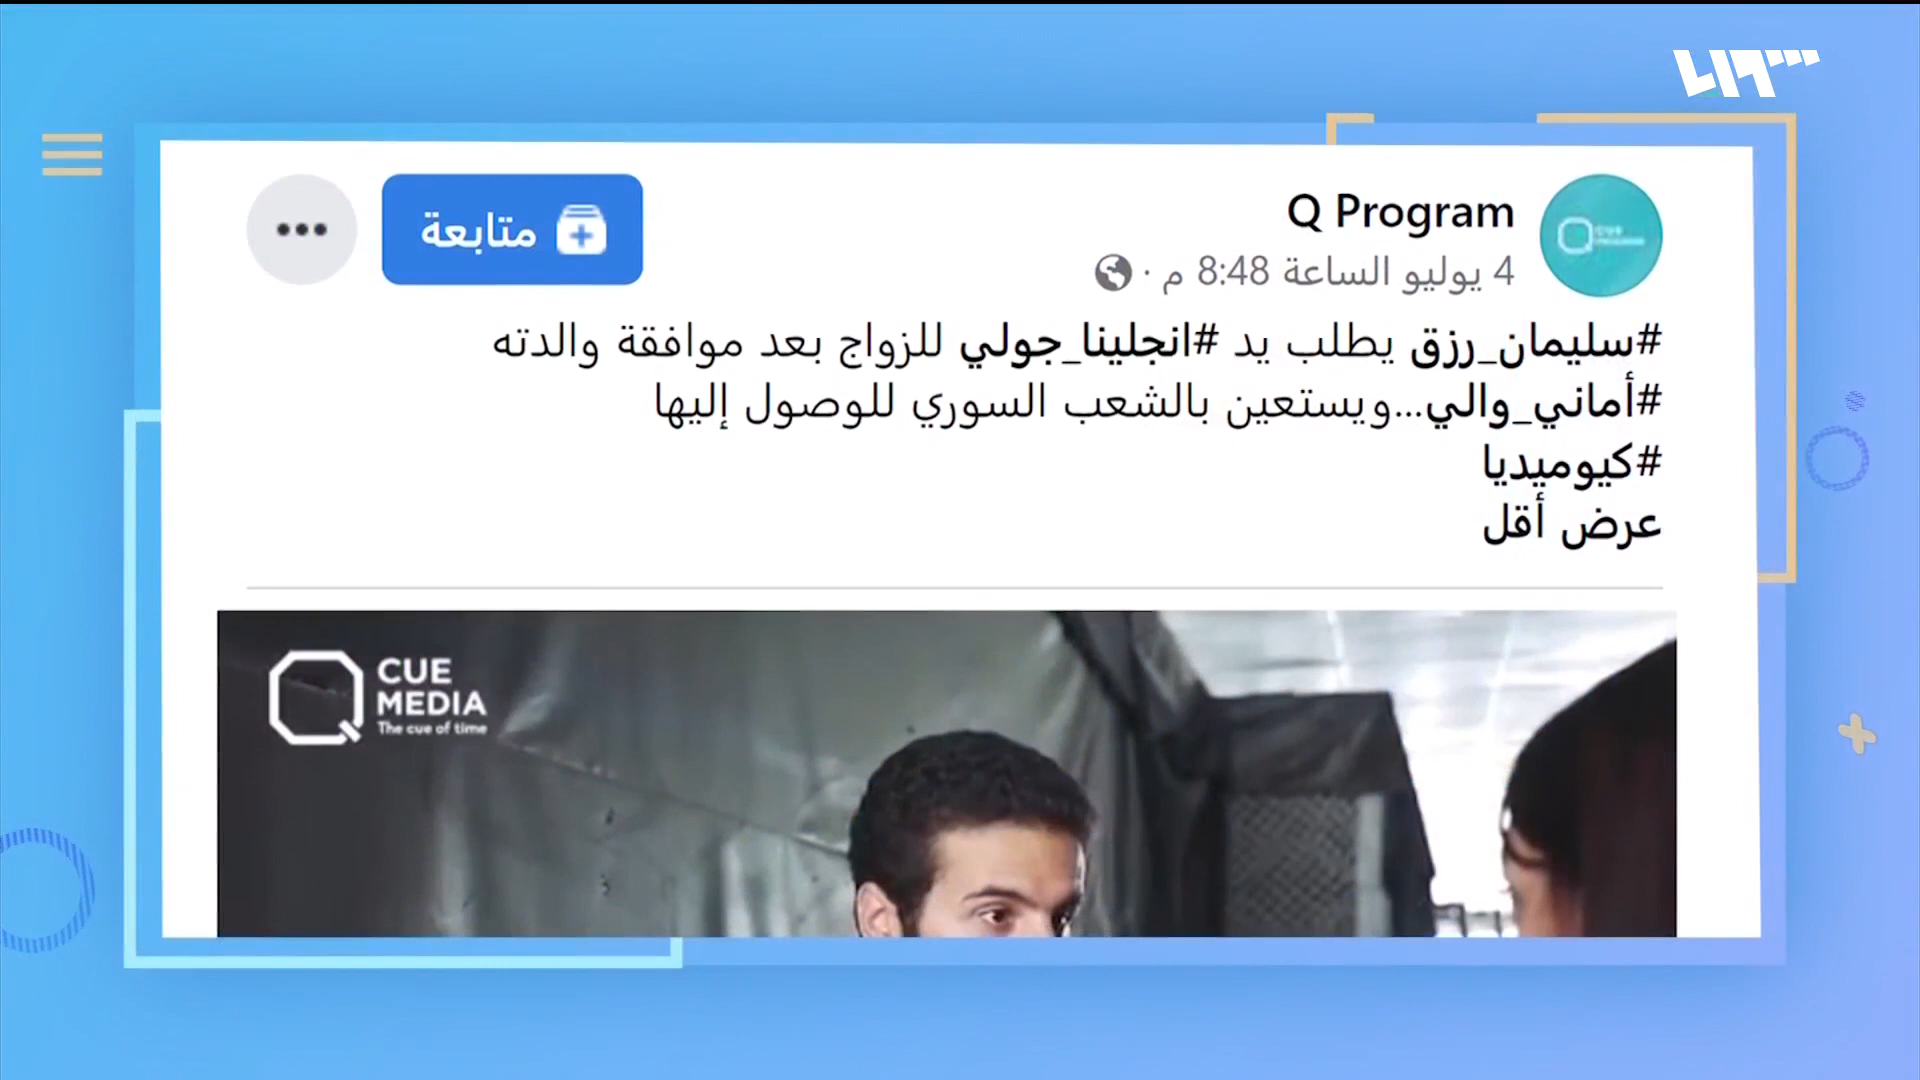 Q Program
4 يوليو الساعة 8:48 م ·
متابعة
#سليمان_رزق يطلب يد #انجلينا_جولي للزواج بعد موافقة والدته
#أماني_والي...ويستعين بالشعب السوري للوصول إليها
#كيوميديا
عرض أقل
CUE
MEDIA
The cue of time